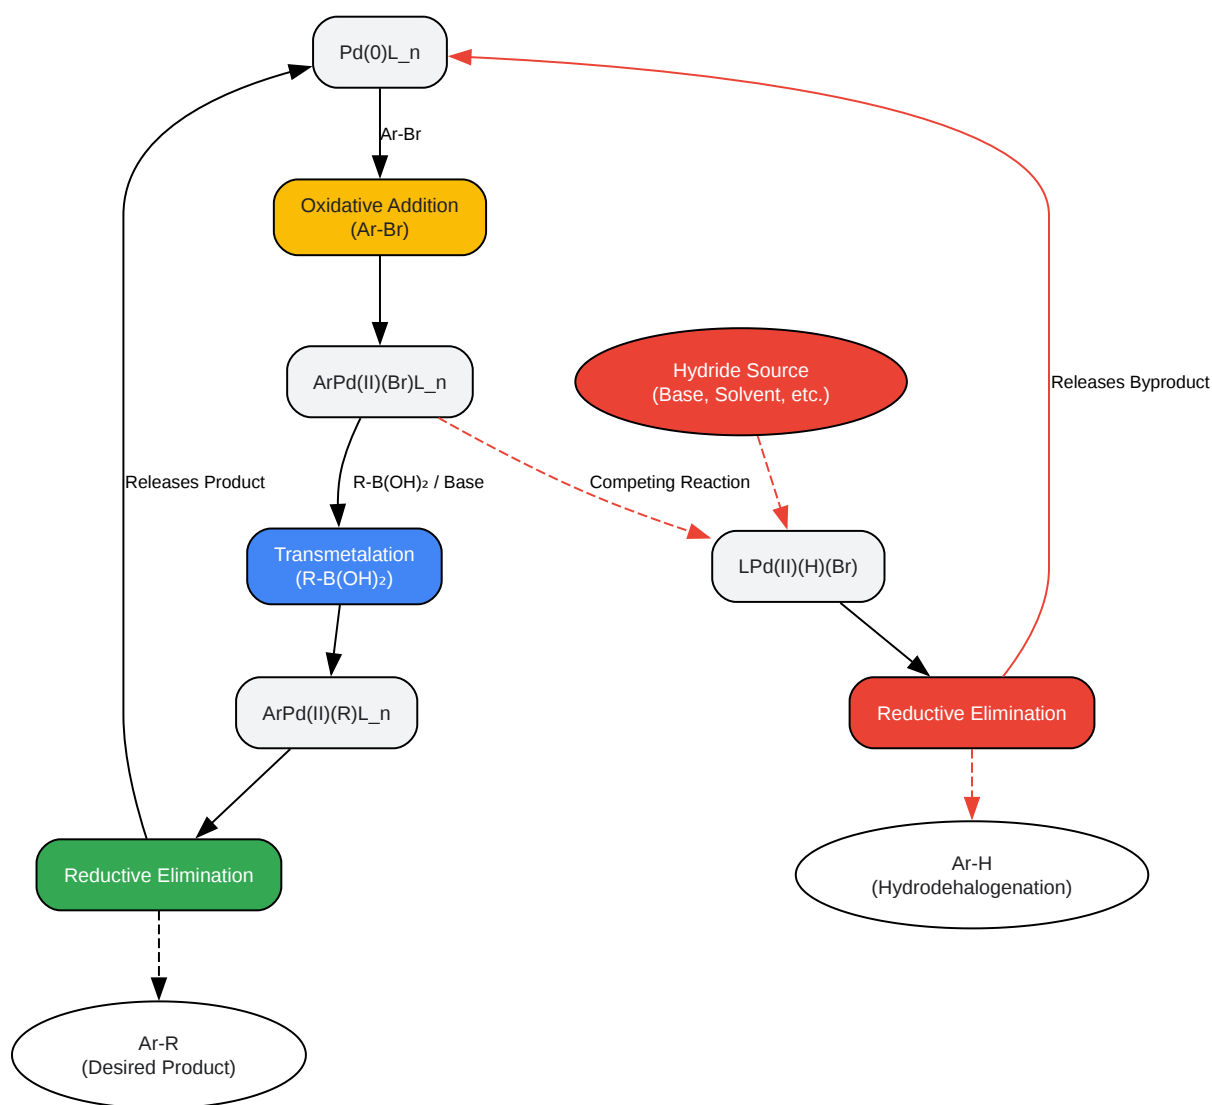 Pd(0)L_n
Ar-Br
Oxidative Addition
(Ar-Br)
ArPd(II)(Br)L_n
Hydride Source
(Base, Solvent, etc.)
Releases Byproduct
Releases Product
R-B(OH)₂ / Base
Competing Reaction
Transmetalation
(R-B(OH)₂)
LPd(II)(H)(Br)
ArPd(II)(R)L_n
Reductive Elimination
Reductive Elimination
Ar-H
(Hydrodehalogenation)
Ar-R
(Desired Product)